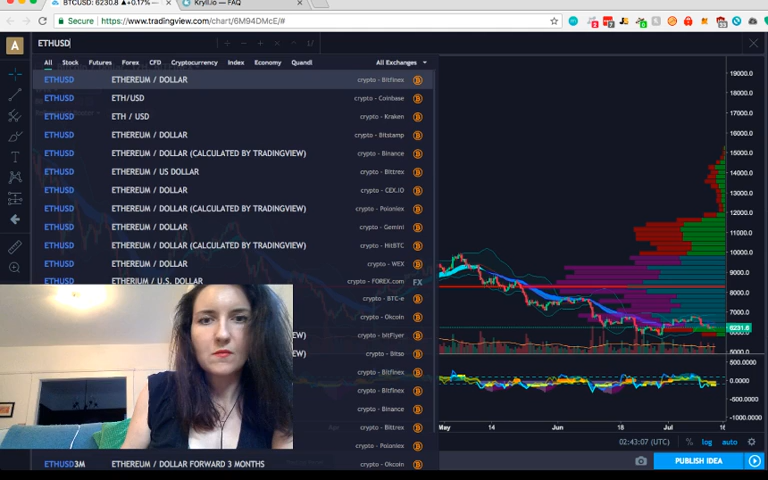 BTCUSD: 6230.8 ▲+0.17%
Kryll.io — FAQ
Secure https://www.tradingview.com/chart/6M94DMcE/#
A ETHUSD
All Stock Futures Forex CFD Cryptocurrency Index Economy Quandl All Exchanges
ETHUSD ETHEREUM / DOLLAR crypto - Bitfinex
ETHUSD ETH/USD crypto - Coinbase
ETHUSD ETH / USD crypto - Kraken
ETHUSD ETHEREUM / DOLLAR crypto - Bitstamp
ETHUSD ETHEREUM / DOLLAR (CALCULATED BY TRADINGVIEW) crypto - Binance
ETHUSD ETHEREUM / US DOLLAR crypto - Bittrex
ETHUSD ETHEREUM / DOLLAR crypto - CEX.IO
ETHUSD ETHEREUM / DOLLAR (CALCULATED BY TRADINGVIEW) crypto - Poloniex
ETHUSD ETHEREUM / DOLLAR crypto - Gemini
ETHUSD ETHEREUM / DOLLAR (CALCULATED BY TRADINGVIEW) crypto - HitBTC
ETHUSD ETHEREUM / DOLLAR crypto - WEX
ETHUSD ETHERIUM / U.S. DOLLAR crypto - FOREX.com FX
crypto - BTC-e
crypto - Okcoin
crypto - bitFlyer
crypto - Bitso
crypto - Bitfinex
crypto - Bitfinex
crypto - Binance
crypto - Bittrex
crypto - Poloniex
ETHUSD3M ETHEREUM / DOLLAR FORWARD 3 MONTHS crypto - Okcoin
19000.0
17000.0
16000.0
15000.0
14000.0
13000.0
12000.0
11000.0
10000.0
9000.0
8000.0
7000.0
6231.8
5000.0
500.0000
0.0000
-500.0000
-1000.0000
May 14 Jun 18 Jul
02:43:07 (UTC) % log auto
PUBLISH IDEA